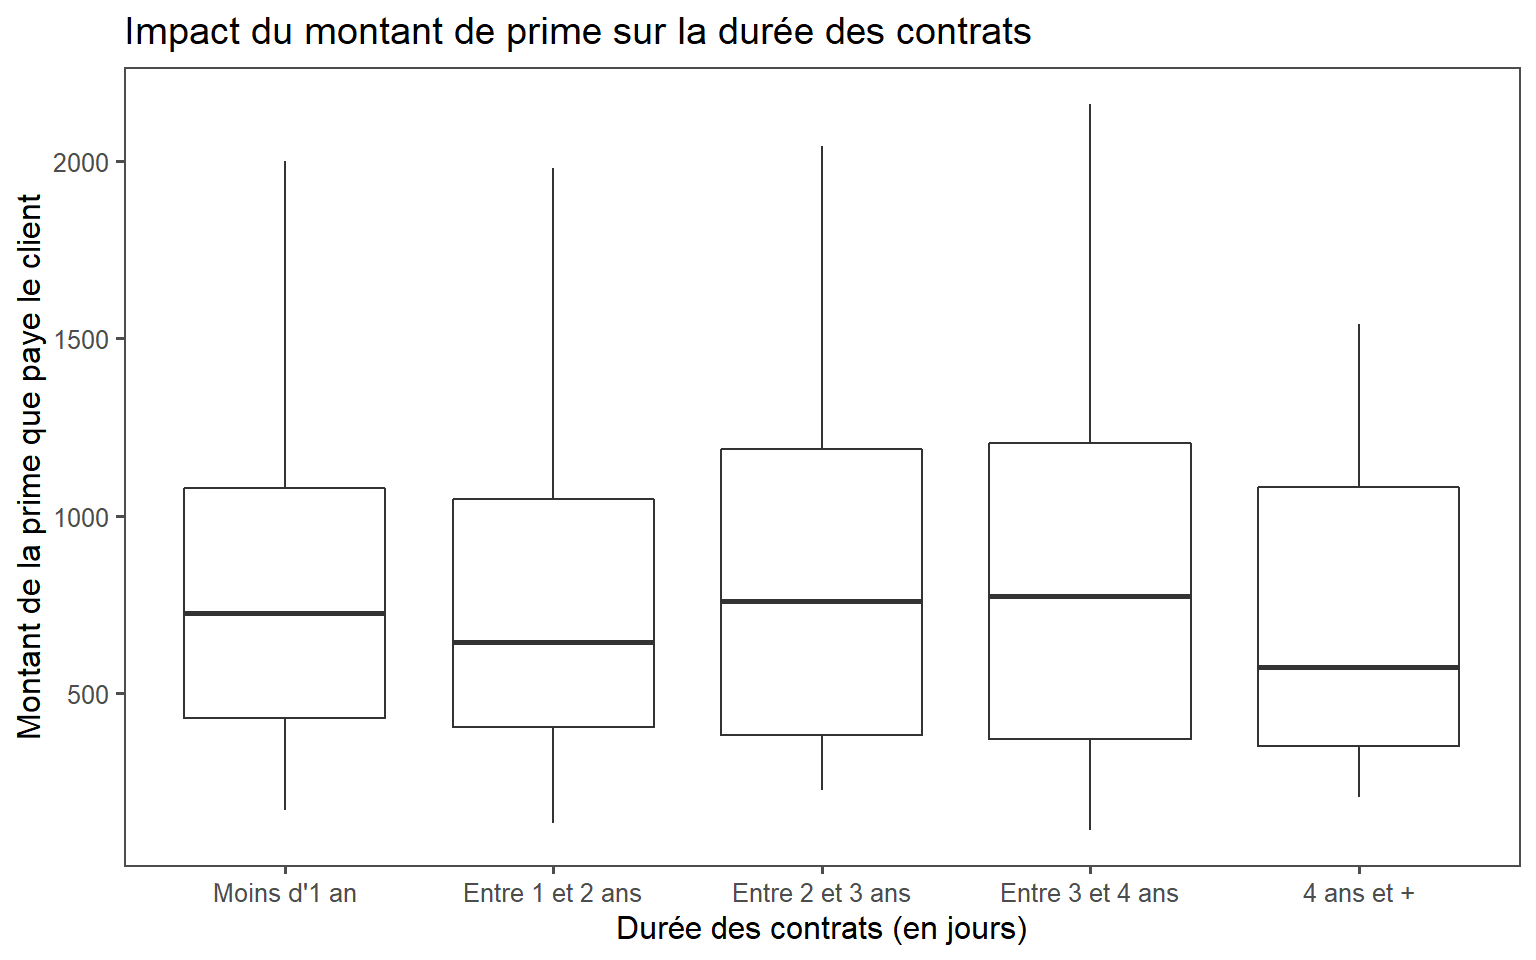 Impact du montant de prime sur la durée des contrats
Montant de la prime que paye le client
2000
1500
1000
500
Moins d'1 an
Entre 1 et 2 ans
Entre 2 et 3 ans
Entre 3 et 4 ans
4 ans et +
Durée des contrats (en jours)